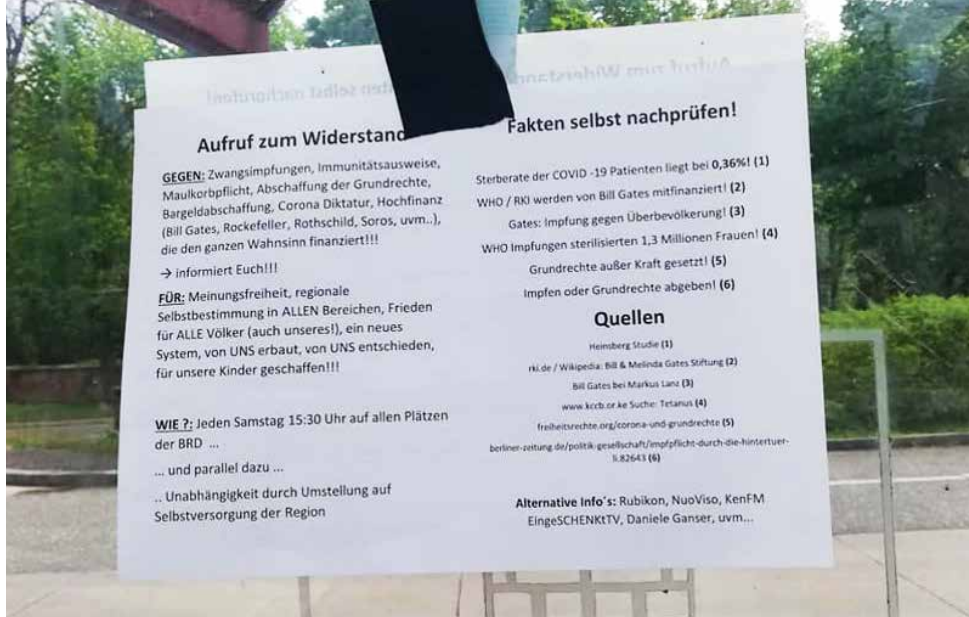 Aufruf zum Widerstand
GEGEN: Zwangsimpfungen, Immunitätsausweise,
Maulkorbpflicht, Abschaffung der Grundrechte,
Bargeldabschaffung, Corona Diktatur, Hochfinanz
(Bill Gates, Rockefeller, Rothschild, Soros, uvm..),
die den ganzen Wahnsinn finanziert!!!
→ informiert Euch!!!
FÜR: Meinungsfreiheit, regionale
Selbstbestimmung in ALLEN Bereichen, Frieden
für ALLE Völker (auch unseres!), ein neues
System, von UNS erbaut, von UNS entschieden,
für unsere Kinder geschaffen!!!
WIE ?: Jeden Samstag 15:30 Uhr auf allen Plätzen
der BRD ...
... und parallel dazu ...
.. Unabhängigkeit durch Umstellung auf
Selbstversorgung der Region
Fakten selbst nachprüfen!
Sterberate der COVID -19 Patienten liegt bei 0,36%! (1)
WHO / RKI werden von Bill Gates mitfinanziert! (2)
Gates: Impfung gegen Überbevölkerung! (3)
WHO Impfungen sterilisierten 1,3 Millionen Frauen! (4)
Grundrechte außer Kraft gesetzt! (5)
Impfen oder Grundrechte abgeben! (6)
Quellen
Heinsberg Studie (1)
rki.de / Wikipedia: Bill & Melinda Gates Stiftung (2)
Bill Gates bei Markus Lanz (3)
www.kccb.or.ke Suche: Tetanus (4)
freiheitsrechte.org/corona-und-grundrechte (5)
berliner-zeitung.de/politik-gesellschaft/impfpflicht-durch-die-hintertuer-
li.82643 (6)
Alternative Info´s: Rubikon, NuoViso, KenFM
EingeSCHENKtTV, Daniele Ganser, uvm...